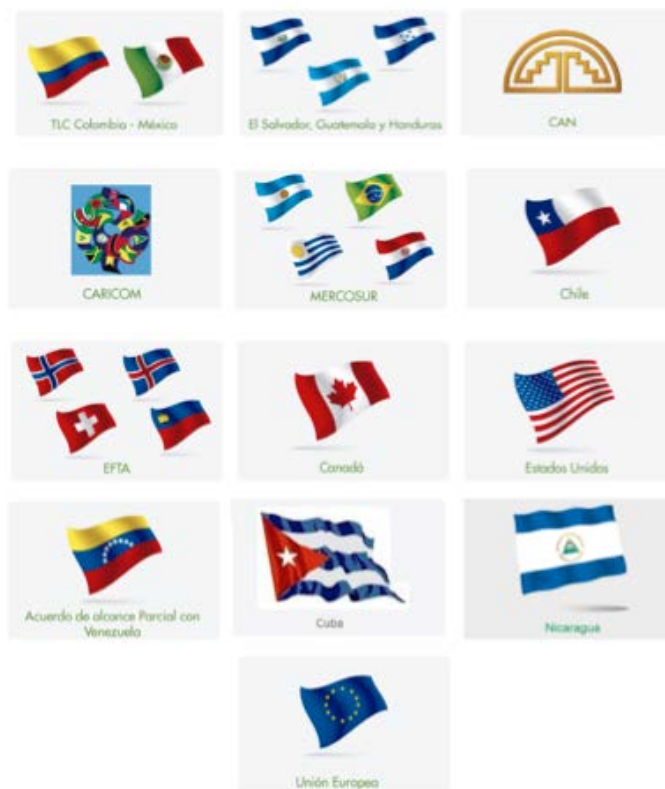 TLC Colombia - México
El Salvador, Guatemala y Honduras
CAN
CARICOM
MERCOSUR
Chile
EFTA
Canadá
Estados Unidos
Acuerdo de alcance Parcial con
Venezuela
Cuba
Nicaragua
Unión Europea